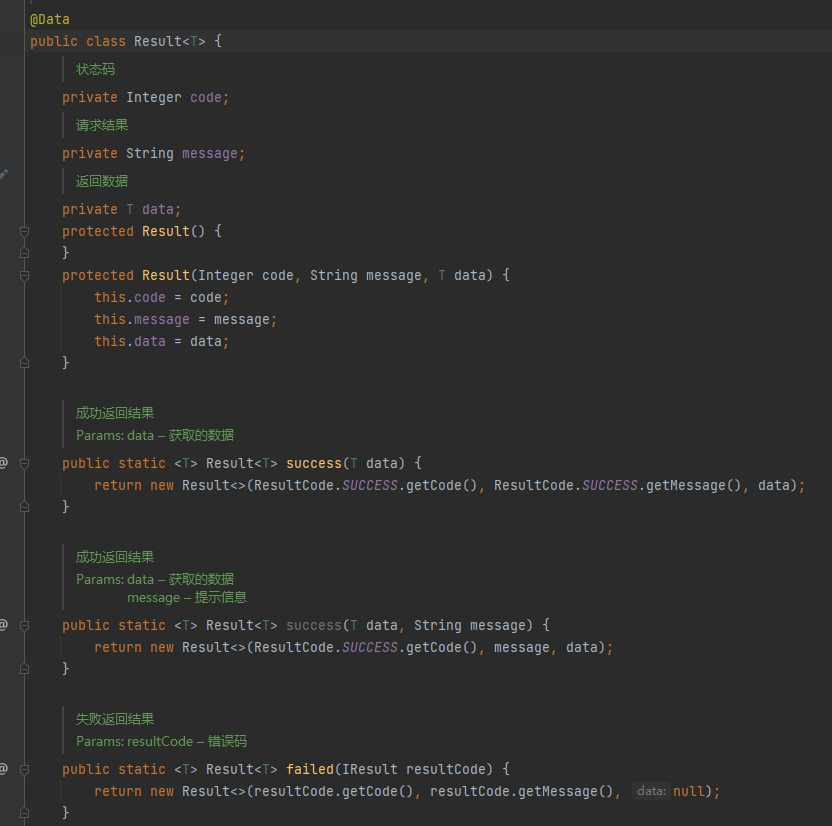 @Data
public class Result<T> {
状态码
private Integer code;
请求结果
private String message;
返回数据
private T data;
protected Result() {
}
protected Result(Integer code, String message, T data) {
this.code = code;
this.message = message;
this.data = data;
}
成功返回结果
Params: data – 获取的数据
public static <T> Result<T> success(T data) {
return new Result<>(ResultCode.SUCCESS.getCode(), ResultCode.SUCCESS.getMessage(), data);
}
成功返回结果
Params: data – 获取的数据
message – 提示信息
public static <T> Result<T> success(T data, String message) {
return new Result<>(ResultCode.SUCCESS.getCode(), message, data);
}
失败返回结果
Params: resultCode – 错误码
public static <T> Result<T> failed(IResult resultCode) {
return new Result<>(resultCode.getCode(), resultCode.getMessage(), data: null);
}